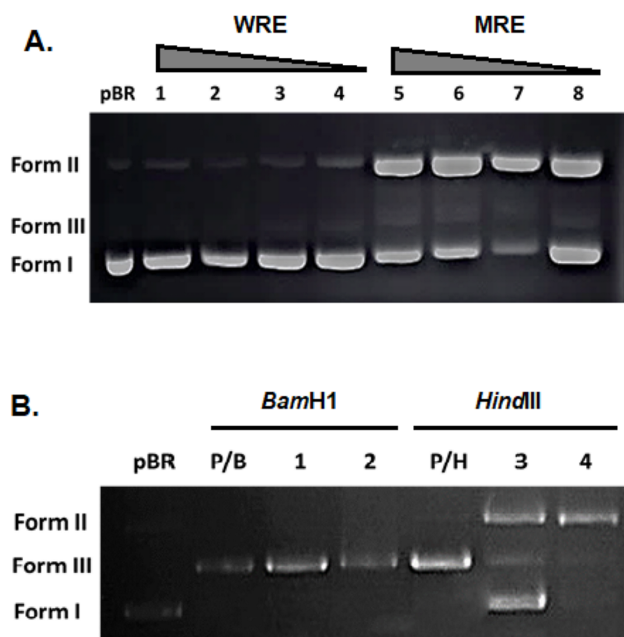 A. WRE MRE
pBR 1 2 3 4 5 6 7 8
Form II
Form III
Form I
B. BamH1 HindIII
pBR P/B 1 2 P/H 3 4
Form II
Form III
Form I